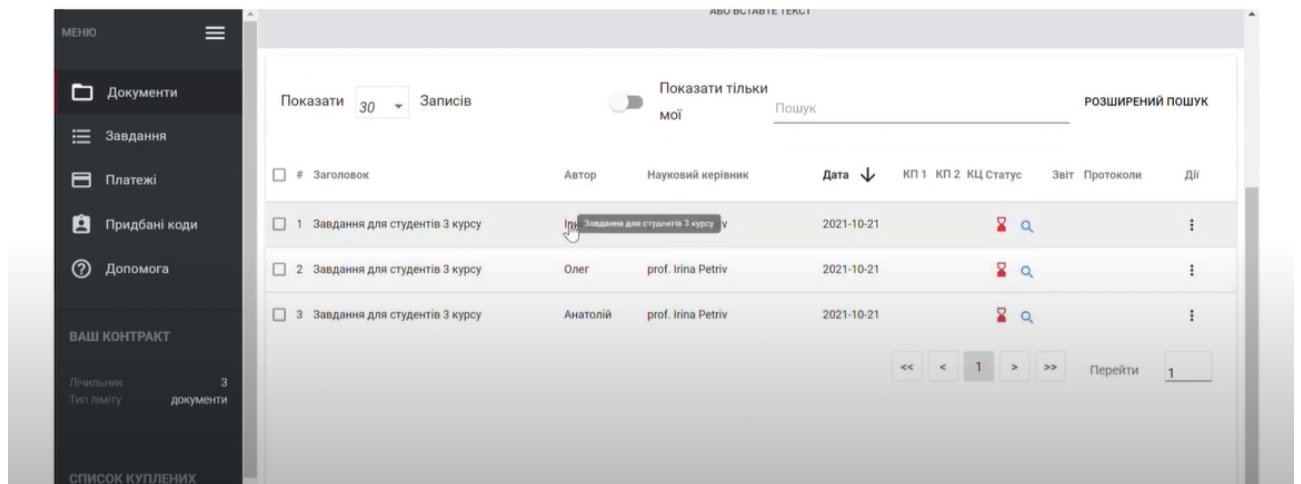 МЕНЮ
АБО ВСТАВТЕ ТЕКСТ
Документи
Завдання
Платежі
Придбані коди
Допомога
ВАШ КОНТРАКТ
Лічильник 3
Тип ліміту документи
СПИСОК КУПЛЕНИХ
Показати 30 Записів
Показати тільки
мої
Пошук
РОЗШИРЕНИЙ ПОШУК
# Заголовок Автор Науковий керівник Дата КП 1 КП 2 КЦ Статус Звіт Протоколи Дії
1 Завдання для студентів 3 курсу Завдання для студентів 3 курсу 2021-10-21
2 Завдання для студентів 3 курсу Олег prof. Irina Petriv 2021-10-21
3 Завдання для студентів 3 курсу Анатолій prof. Irina Petriv 2021-10-21
<< < 1 > >> Перейти 1